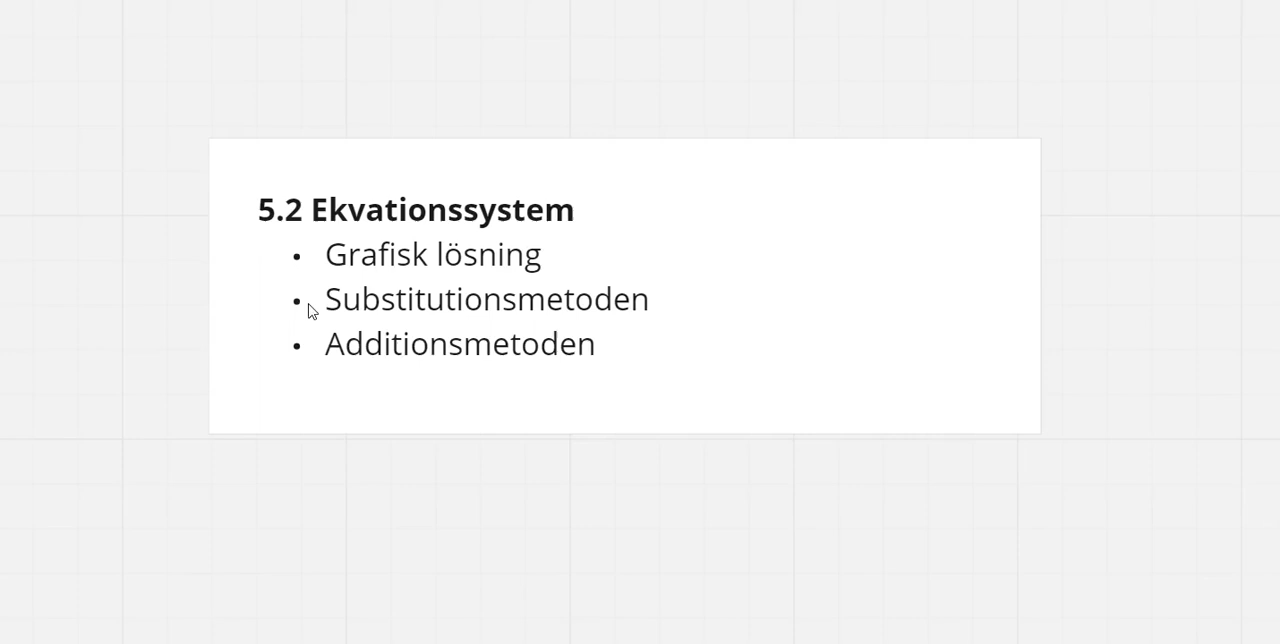 5.2 Ekvationssystem
• Grafisk lösning
• Substitutionsmetoden
• Additionsmetoden